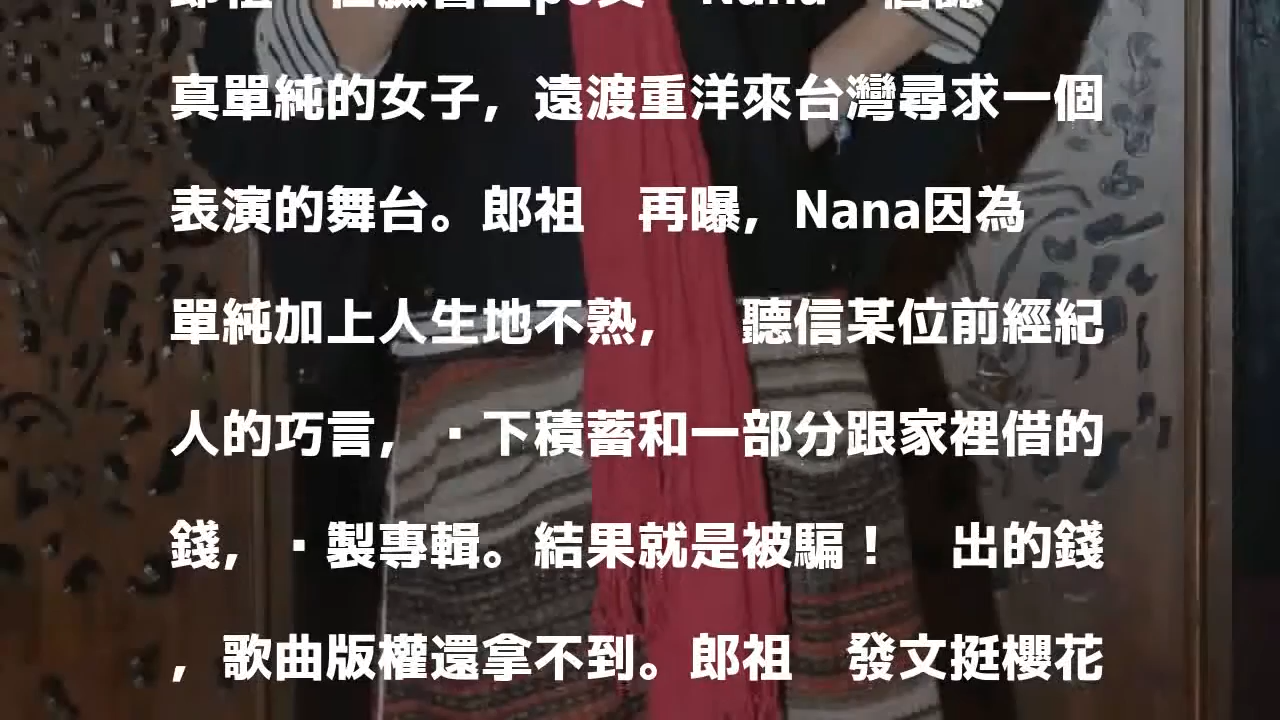 真單純的女子，遠渡重洋來台灣尋求一個
表演的舞台。郎祖　再曝，Nana因為
單純加上人生地不熟，　聽信某位前經紀
人的巧言，▪下積蓄和一部分跟家裡借的
錢，▪製專輯。結果就是被騙！　出的錢
，歌曲版權還拿不到。郎祖　發文挺櫻花